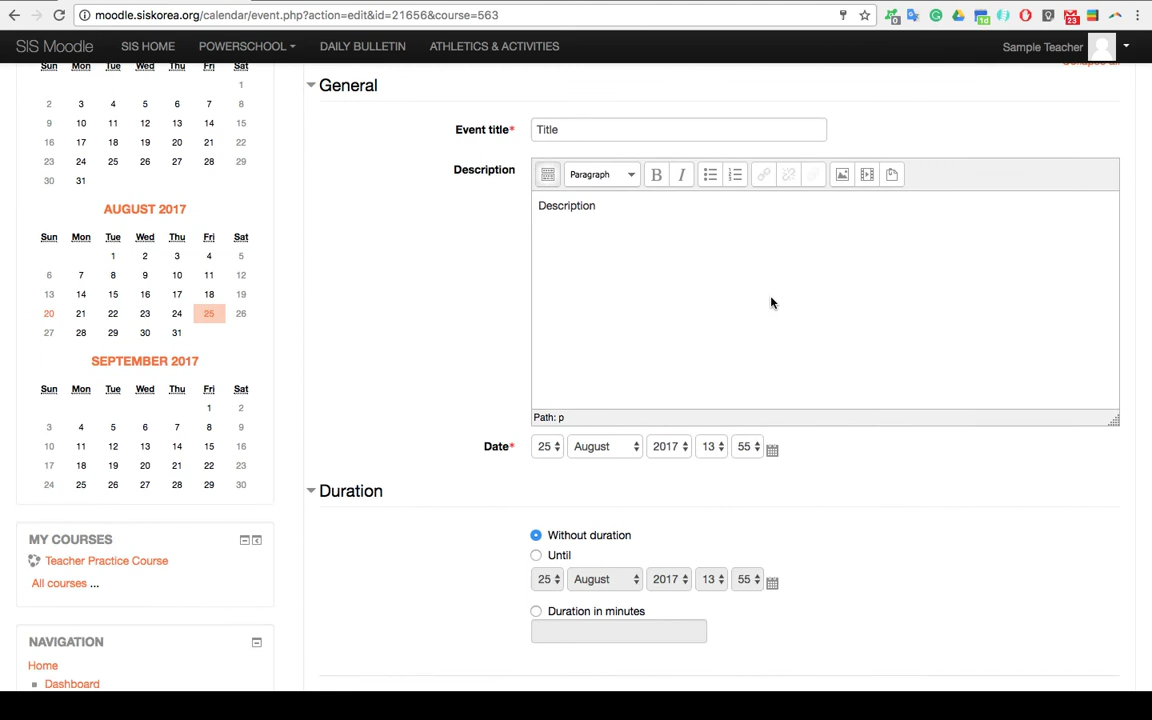 moodle.siskorea.org/calendar/event.php?action=edit&id=21656&course=563
1d 23
SIS Moodle SIS HOME POWERSCHOOL DAILY BULLETIN ATHLETICS & ACTIVITIES Sample Teacher
Collapse all
Sun Mon Tue Wed Thu Fri Sat
1
2 3 4 5 6 7 8
9 10 11 12 13 14 15
16 17 18 19 20 21 22
23 24 25 26 27 28 29
30 31
AUGUST 2017
Sun Mon Tue Wed Thu Fri Sat
1 2 3 4 5
6 7 8 9 10 11 12
13 14 15 16 17 18 19
20 21 22 23 24 25 26
27 28 29 30 31
SEPTEMBER 2017
Sun Mon Tue Wed Thu Fri Sat
1 2
3 4 5 6 7 8 9
10 11 12 13 14 15 16
17 18 19 20 21 22 23
24 25 26 27 28 29 30
MY COURSES
Teacher Practice Course
All courses ...
NAVIGATION
Home
Dashboard
General
Event title* Title
Description Paragraph B I
Description
Path: p
Date* 25 August 2017 13 55
Duration
Without duration
Until
25 August 2017 13 55
Duration in minutes